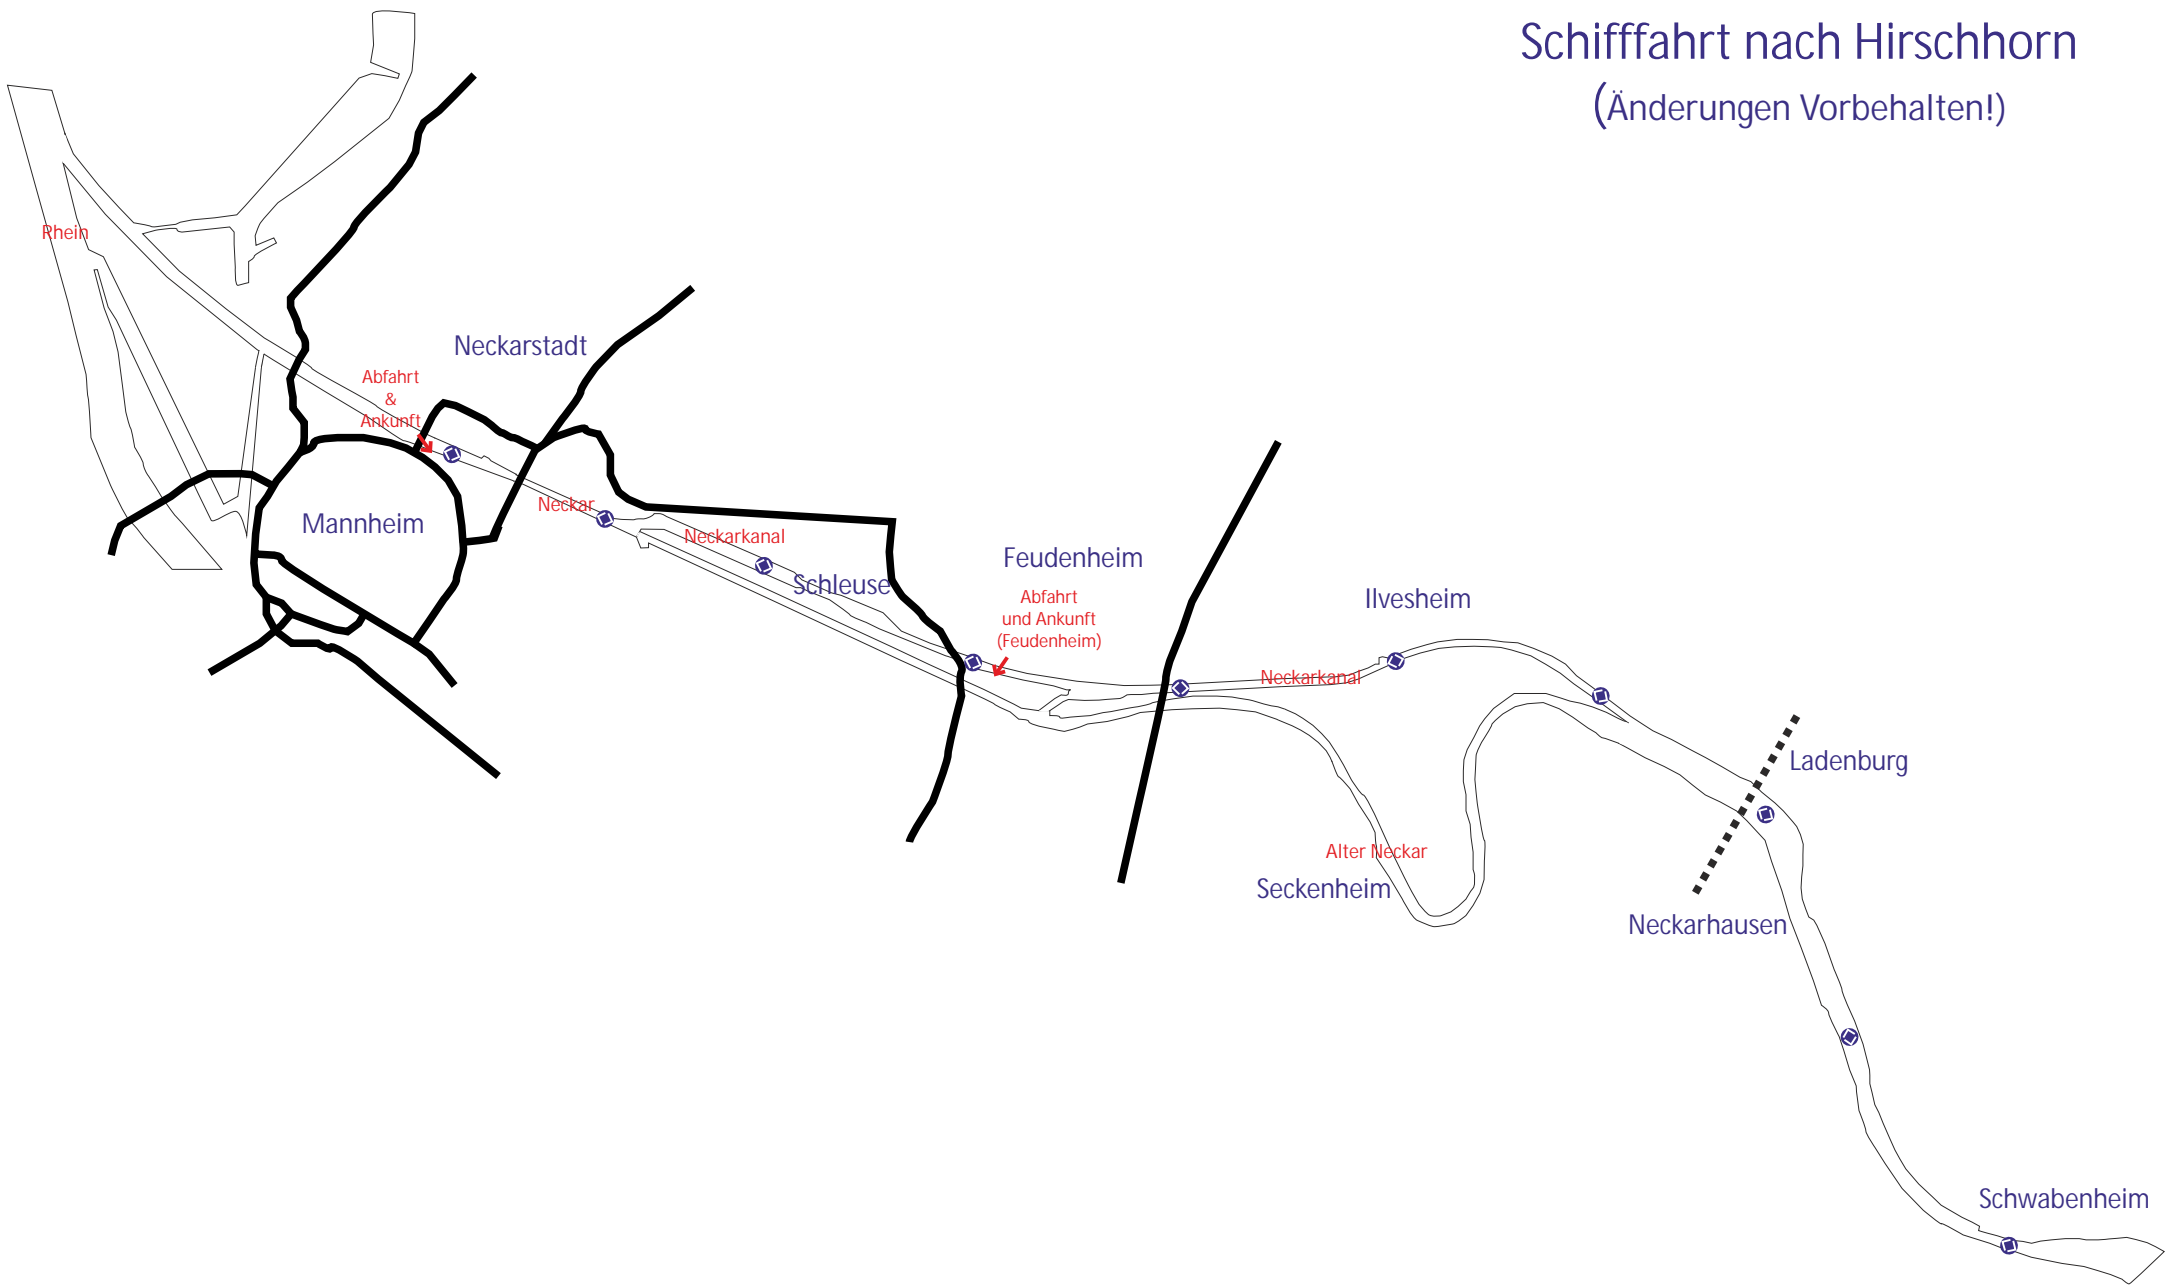 Schifffahrt nach Hirschhorn
(Änderungen Vorbehalten!)
Rhein
Neckarstadt
Abfahrt
&
Ankunft
Mannheim
Neckar
Neckarkanal
Schleuse
Feudenheim
Abfahrt
und Ankunft
(Feudenheim)
Ilvesheim
Neckarkanal
Ladenburg
Alter Neckar
Seckenheim
Neckarhausen
Schwabenheim